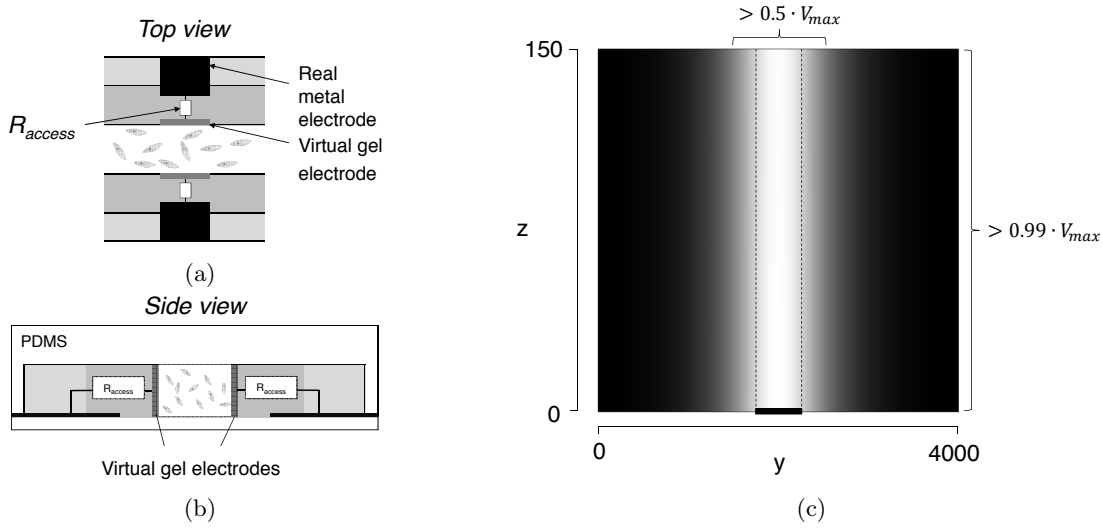 Top view
Real
metal
electrode
R_access
Virtual gel
electrode
(a)
Side view
PDMS
R_access
R_access
Virtual gel electrodes
(b)
> 0.5 · V_max
150
z
> 0.99 · V_max
0
0
4000
y
(c)